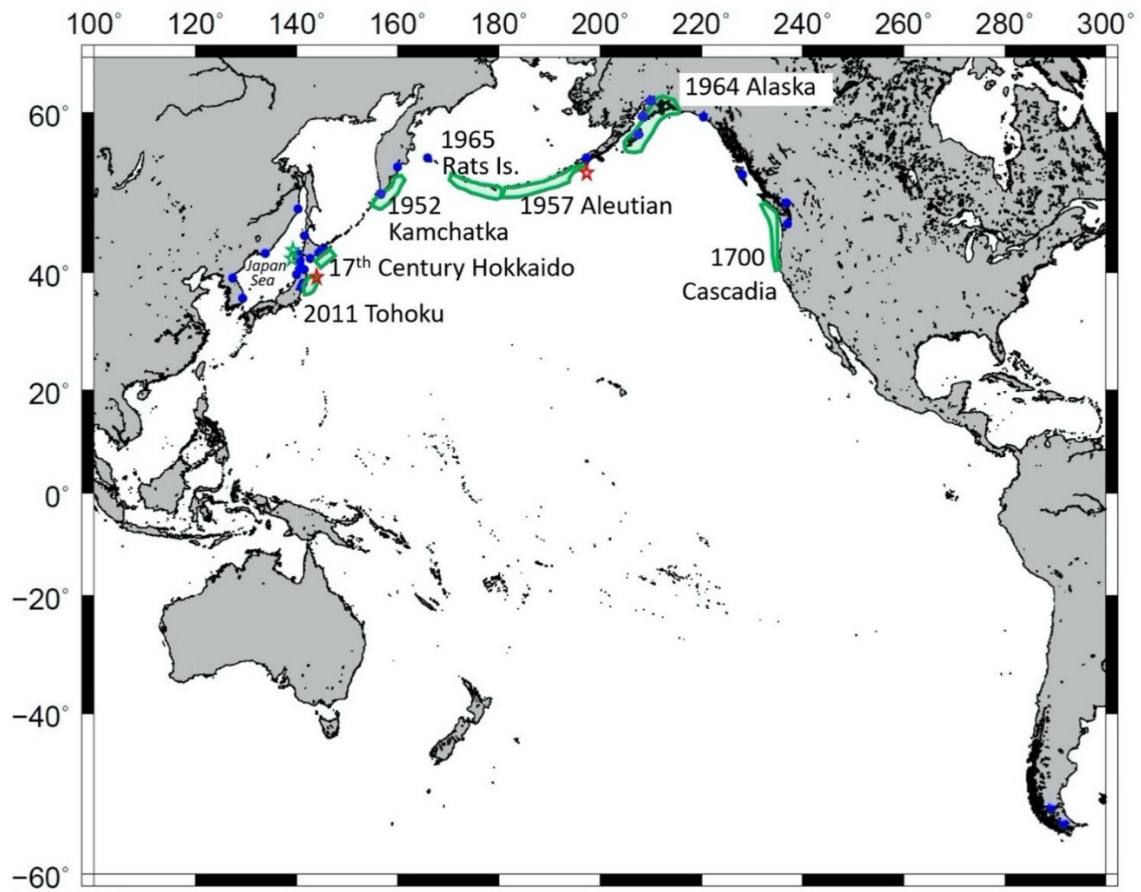 100° 120° 140° 160° 180° 200° 220° 240° 260° 280° 300°
60°
1964 Alaska
1965
Rats Is.
1952
Kamchatka
1957 Aleutian
40°
Japan
Sea
17th Century Hokkaido
1700
Cascadia
2011 Tohoku
20°
0°
−20°
−40°
−60°